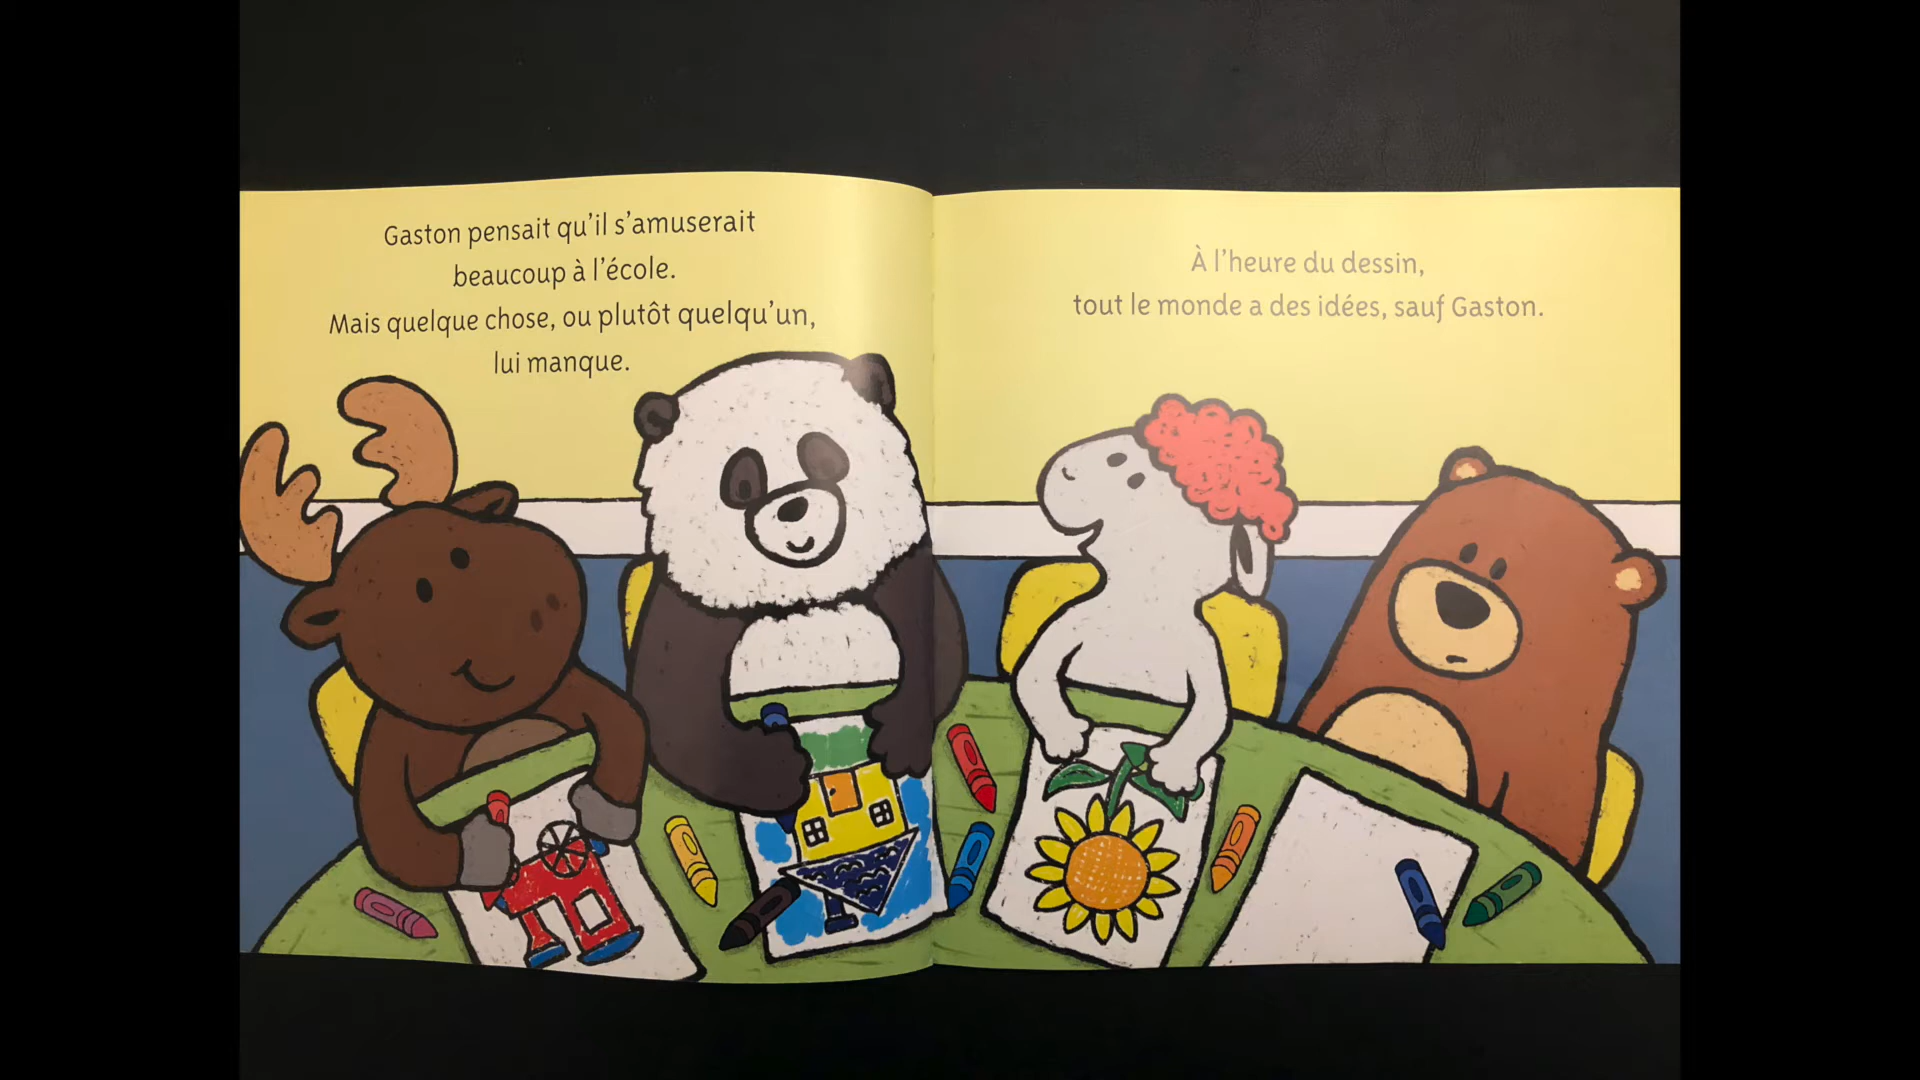 Gaston pensait qu'il s'amuserait
beaucoup à l'école.
Mais quelque chose, ou plutôt quelqu'un,
lui manque.
À l'heure du dessin,
tout le monde a des idées, sauf Gaston.